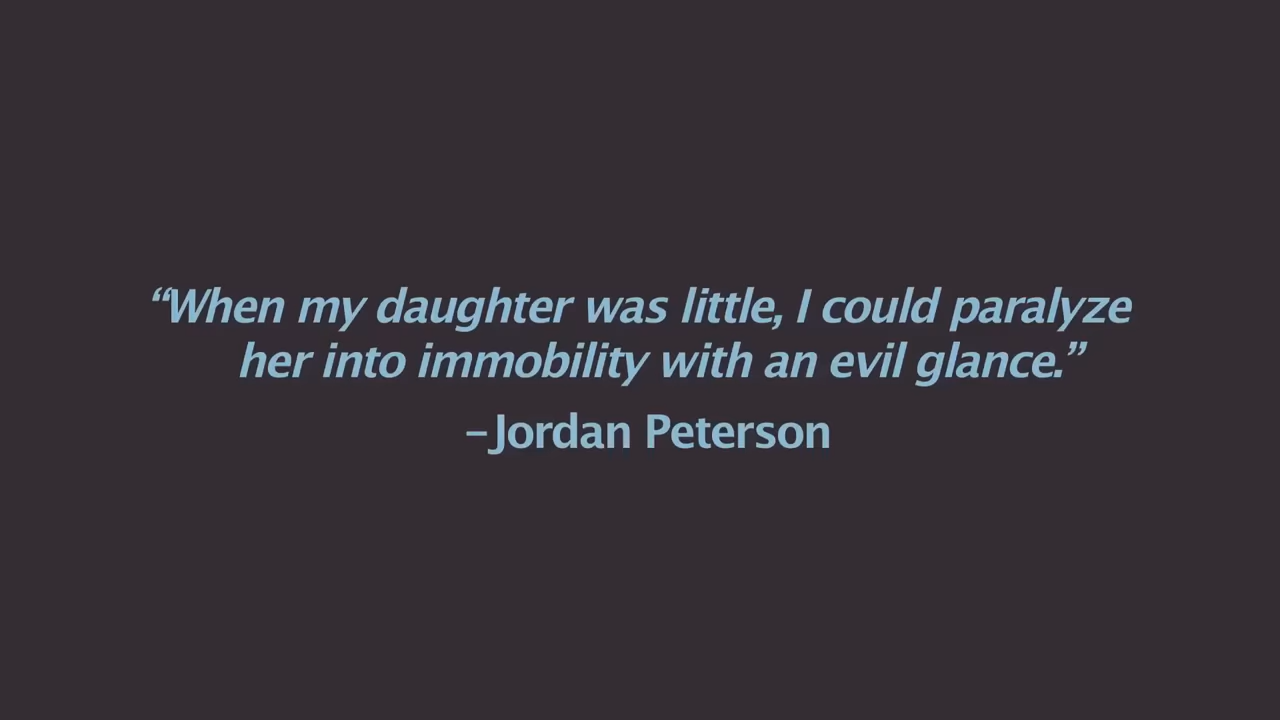 “When my daughter was little, I could paralyze
her into immobility with an evil glance.”
–Jordan Peterson